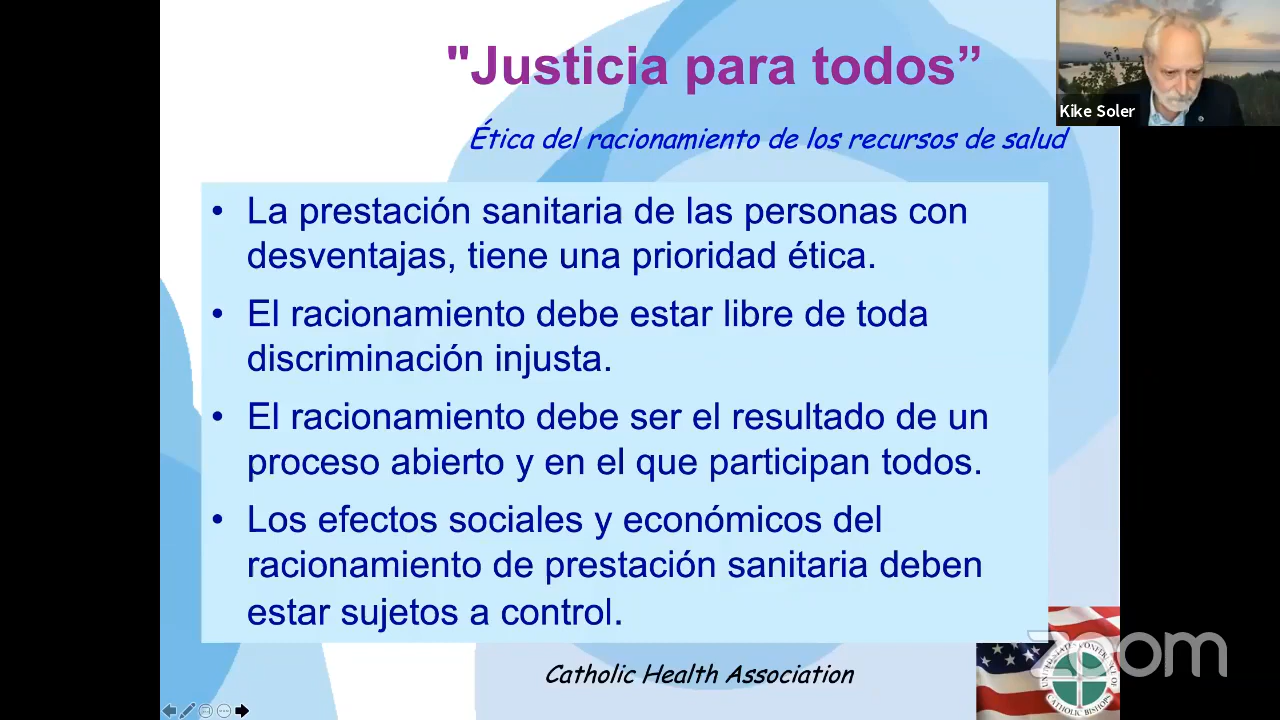 "Justicia para todos”
Kike Soler
Ética del racionamiento de los recursos de salud
• La prestación sanitaria de las personas con
desventajas, tiene una prioridad ética.
• El racionamiento debe estar libre de toda
discriminación injusta.
• El racionamiento debe ser el resultado de un
proceso abierto y en el que participan todos.
• Los efectos sociales y económicos del
racionamiento de prestación sanitaria deben
estar sujetos a control.
Catholic Health Association
zoom
CATHOLIC BISHOPS